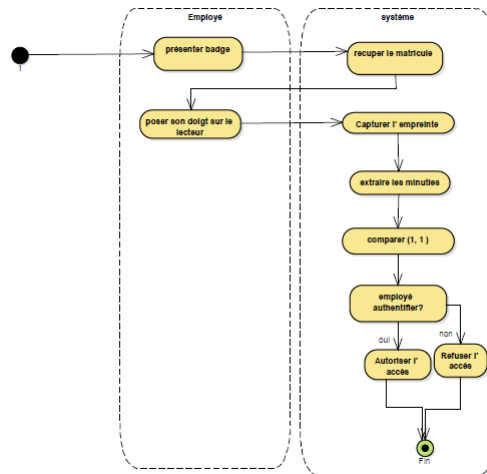 Employé
système
1
présenter badge
recuper le matricule
poser son doigt sur le
lecteur
Capturer l' empreinte
extraire les minuties
comparer (1, 1 )
employé
authentifier?
oui
non
Autoriser l'
accès
Refuser l'
accès
Fin